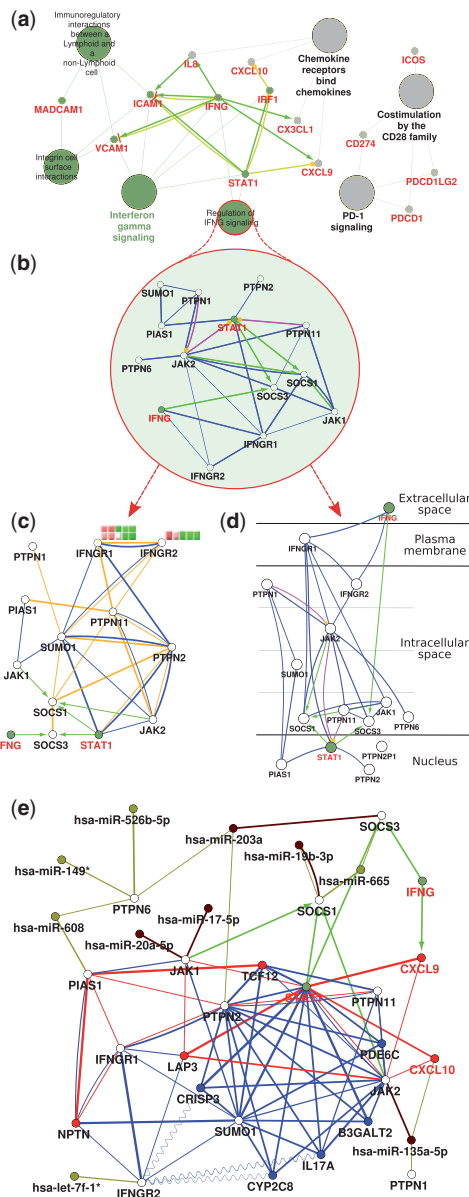 (a)
Immunoregulatory
interactions between a
Lymphoid and a
non-Lymphoid cell
IL8
CXCL10
Chemokine
receptors
bind
chemokines
ICOS
MADCAM1
ICAM1
IFNG
IRF1
CX3CL1
Costimulation
by the
CD28 family
VCAM1
CD274
Integrin cell
surface
interactions
STAT1
CXCL9
PDCD1LG2
Interferon
gamma
signaling
Regulation of
IFNG signaling
PD-1
signaling
PDCD1
(b)
SUMO1
PTPN1
PTPN2
PIAS1
STAT1
PTPN11
PTPN6
JAK2
SOCS1
SOCS3
IFNG
JAK1
IFNGR1
IFNGR2
(c)
PTPN1
IFNGR1
IFNGR2
PIAS1
PTPN11
SUMO1
PTPN2
JAK1
SOCS1
JAK2
FNG
SOCS3
STAT1
(d)
Extracellular
space
IFNG
Plasma
membrane
IFNGR1
PTPN1
IFNGR2
JAK2
Intracellular
space
SUMO1
SOCS1
PTPN11
JAK1
SOCS3
PTPN6
STAT1
PTPN2P1
Nucleus
PIAS1
PTPN2
(e)
hsa-miR-526b-5p
hsa-miR-203a
SOCS3
hsa-miR-149*
hsa-miR-19b-3p
hsa-miR-665
IFNG
PTPN6
SOCS1
hsa-miR-608
hsa-miR-17-5p
hsa-miR-20a-5p
CXCL9
PIAS1
JAK1
TCF12
STAT1
PTPN11
PTPN2
IFNGR1
LAP3
PDE6C
CXCL10
CRISP3
JAK2
NPTN
SUMO1
B3GALT2
hsa-miR-135a-5p
IL17A
hsa-let-7f-1*
IFNGR2
CYP2C8
PTPN1